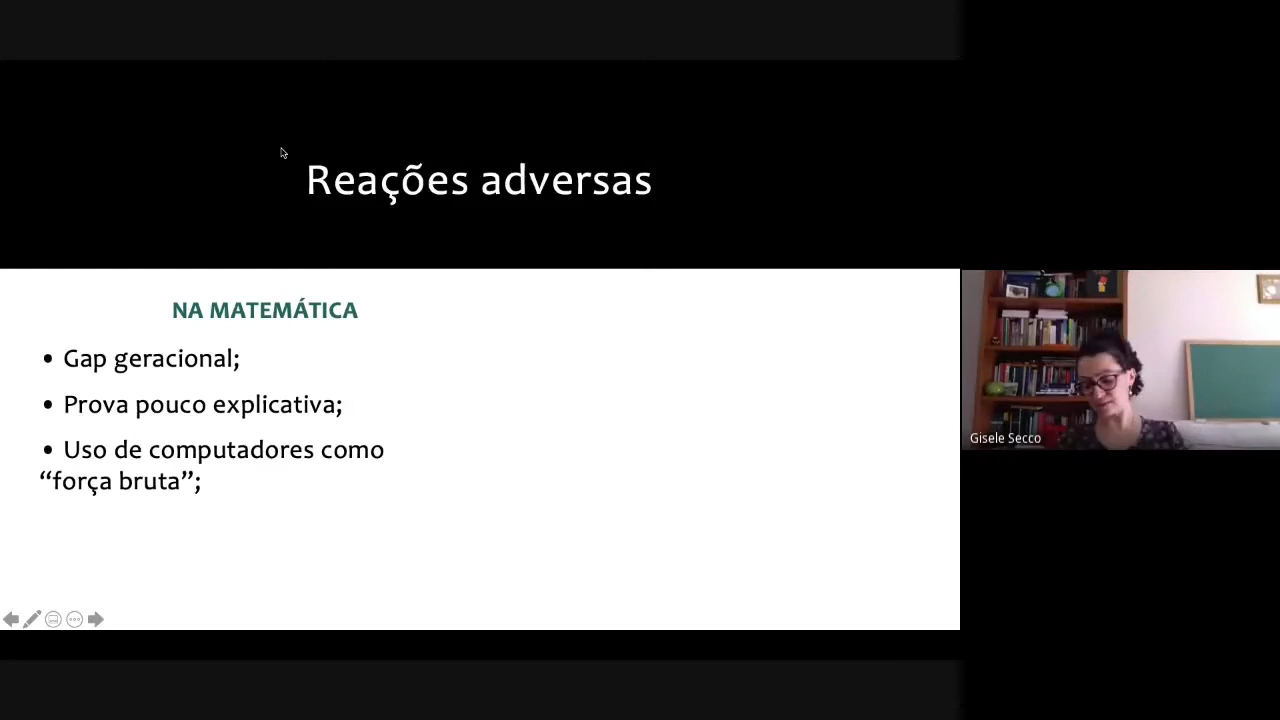 Reações adversas
NA MATEMÁTICA
• Gap geracional;
• Prova pouco explicativa;
• Uso de computadores como
“força bruta”;
Gisele Secco